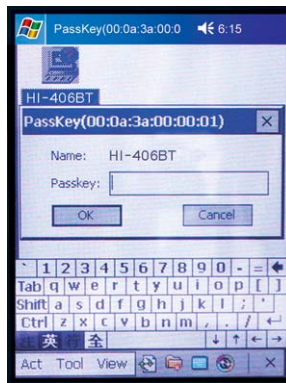 PassKey(00:0a:3a:00:0 6:15
HI-406BT
PassKey(00:0a:3a:00:00:01) ×
Name: HI-406BT
Passkey:
OK Cancel
` 1 2 3 4 5 6 7 8 9 0 - =
Tab q w e r t y u i o p [ ]
Shift a s d f g h j k l ; '
Ctrl z x c v b n m , . /
英 全
Act Tool View ×